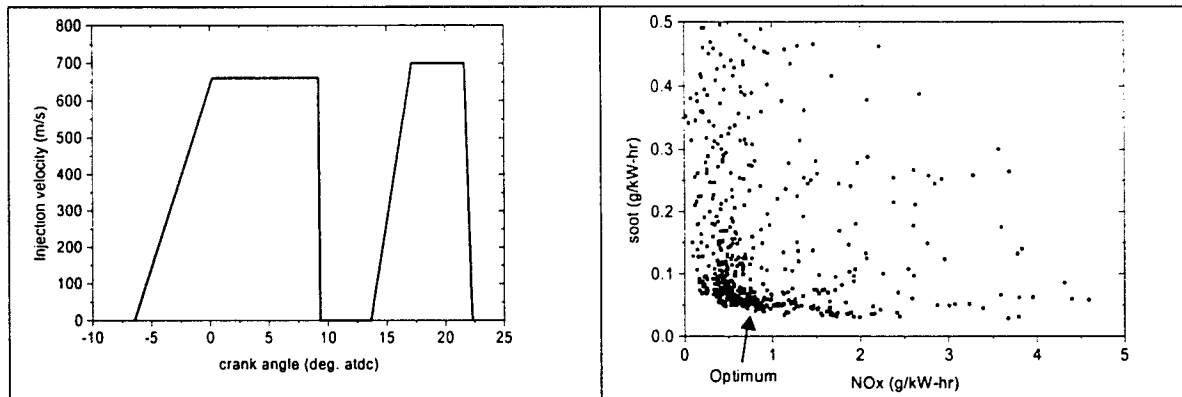 800
700
600
500
400
300
200
100
0
Injection velocity (m/s)
-10 -5 0 5 10 15 20 25
crank angle (deg. atdc)
0.5
0.4
0.3
0.2
0.1
0.0
soot (g/kW-hr)
0 1 2 3 4 5
Optimum
NOx (g/kW-hr)